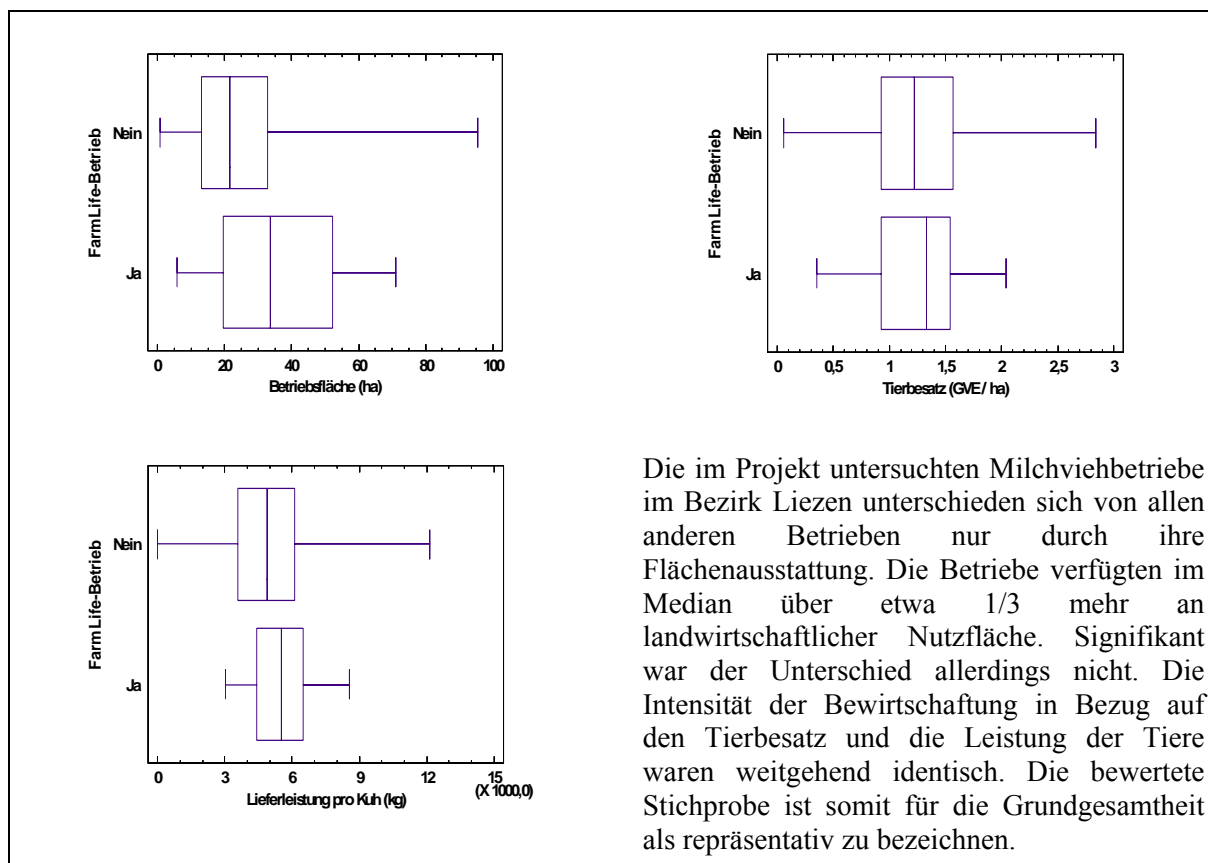 FarmLife-Betrieb
Nein
Ja
0 20 40 60 80 100
Betriebsfläche (ha)
FarmLife-Betrieb
Nein
Ja
0 0,5 1 1,5 2 2,5 3
Tierbesatz (GVE / ha)
FarmLife-Betrieb
Nein
Ja
0 3 6 9 12 15
(X 1000,0)
Lieferleistung pro Kuh (kg)
Die im Projekt untersuchten Milchviehbetriebe
im Bezirk Liezen unterschieden sich von allen
anderen Betrieben nur durch ihre
Flächenausstattung. Die Betriebe verfügten im
Median über etwa 1/3 mehr an
landwirtschaftlicher Nutzfläche. Signifikant
war der Unterschied allerdings nicht. Die
Intensität der Bewirtschaftung in Bezug auf
den Tierbesatz und die Leistung der Tiere
waren weitgehend identisch. Die bewertete
Stichprobe ist somit für die Grundgesamtheit
als repräsentativ zu bezeichnen.